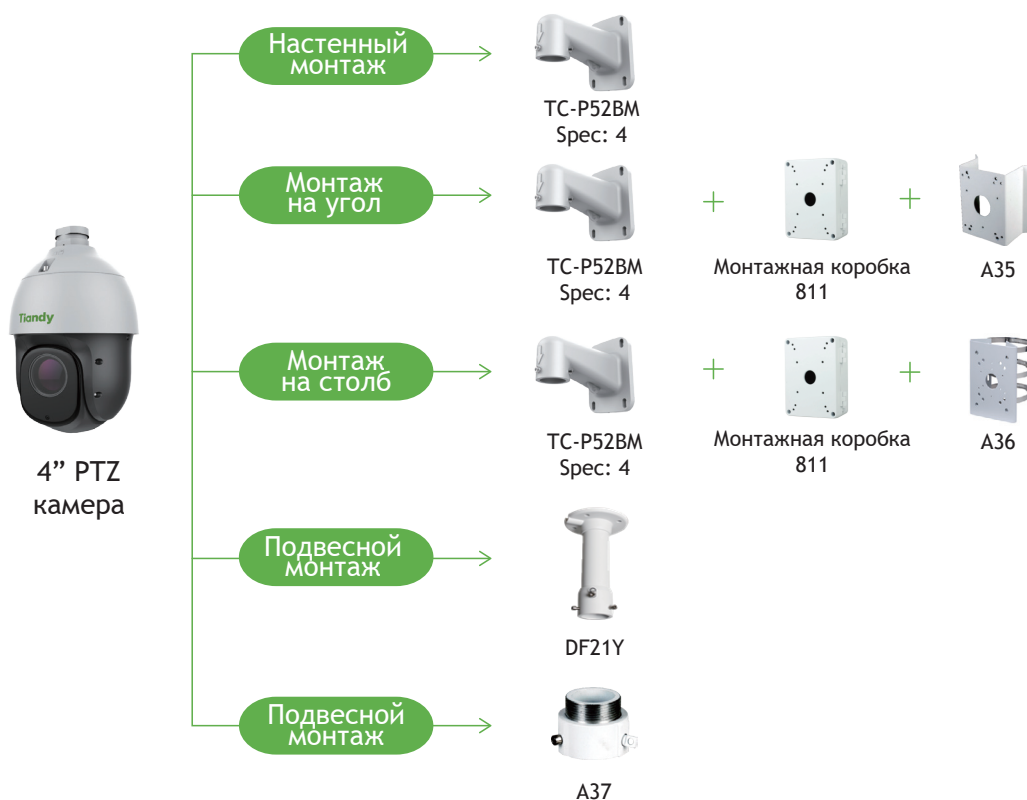 Настенный
монтаж
TC-P52BM
Spec: 4
Монтаж
на угол
TC-P52BM
Spec: 4
Монтажная коробка
811
A35
Tiandy
4” PTZ
камера
Монтаж
на столб
TC-P52BM
Spec: 4
Монтажная коробка
811
A36
Подвесной
монтаж
DF21Y
Подвесной
монтаж
A37